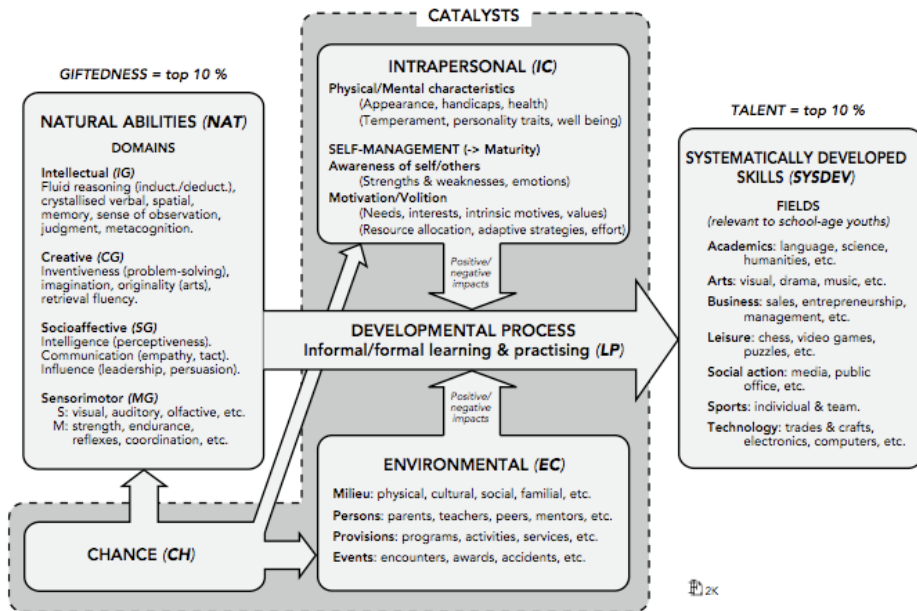 CATALYSTS
GIFTEDNESS = top 10 %
NATURAL ABILITIES (NAT)
DOMAINS
Intellectual (IG)
Fluid reasoning (induct./deduct.),
crystallised verbal, spatial,
memory, sense of observation,
judgment, metacognition.
Creative (CG)
Inventiveness (problem-solving),
imagination, originality (arts),
retrieval fluency.
Socioaffective (SG)
Intelligence (perceptiveness).
Communication (empathy, tact).
Influence (leadership, persuasion).
Sensorimotor (MG)
S: visual, auditory, olfactive, etc.
M: strength, endurance,
reflexes, coordination, etc.
INTRAPERSONAL (IC)
Physical/Mental characteristics
(Appearance, handicaps, health)
(Temperament, personality traits, well being)
SELF-MANAGEMENT (-> Maturity)
Awareness of self/others
(Strengths & weaknesses, emotions)
Motivation/Volition
(Needs, interests, intrinsic motives, values)
(Resource allocation, adaptive strategies, effort)
Positive/
negative
impacts
DEVELOPMENTAL PROCESS
Informal/formal learning & practising (LP)
Positive/
negative
impacts
ENVIRONMENTAL (EC)
Milieu: physical, cultural, social, familial, etc.
Persons: parents, teachers, peers, mentors, etc.
Provisions: programs, activities, services, etc.
Events: encounters, awards, accidents, etc.
CHANCE (CH)
TALENT = top 10 %
SYSTEMATICALLY DEVELOPED
SKILLS (SYSDEV)
FIELDS
(relevant to school-age youths)
Academics: language, science,
humanities, etc.
Arts: visual, drama, music, etc.
Business: sales, entrepreneurship,
management, etc.
Leisure: chess, video games,
puzzles, etc.
Social action: media, public
office, etc.
Sports: individual & team.
Technology: trades & crafts,
electronics, computers, etc.
2K